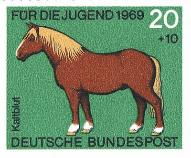 FÜR DIE JUGEND 1969
20
+10
Kaltblut
DEUTSCHE BUNDESPOST